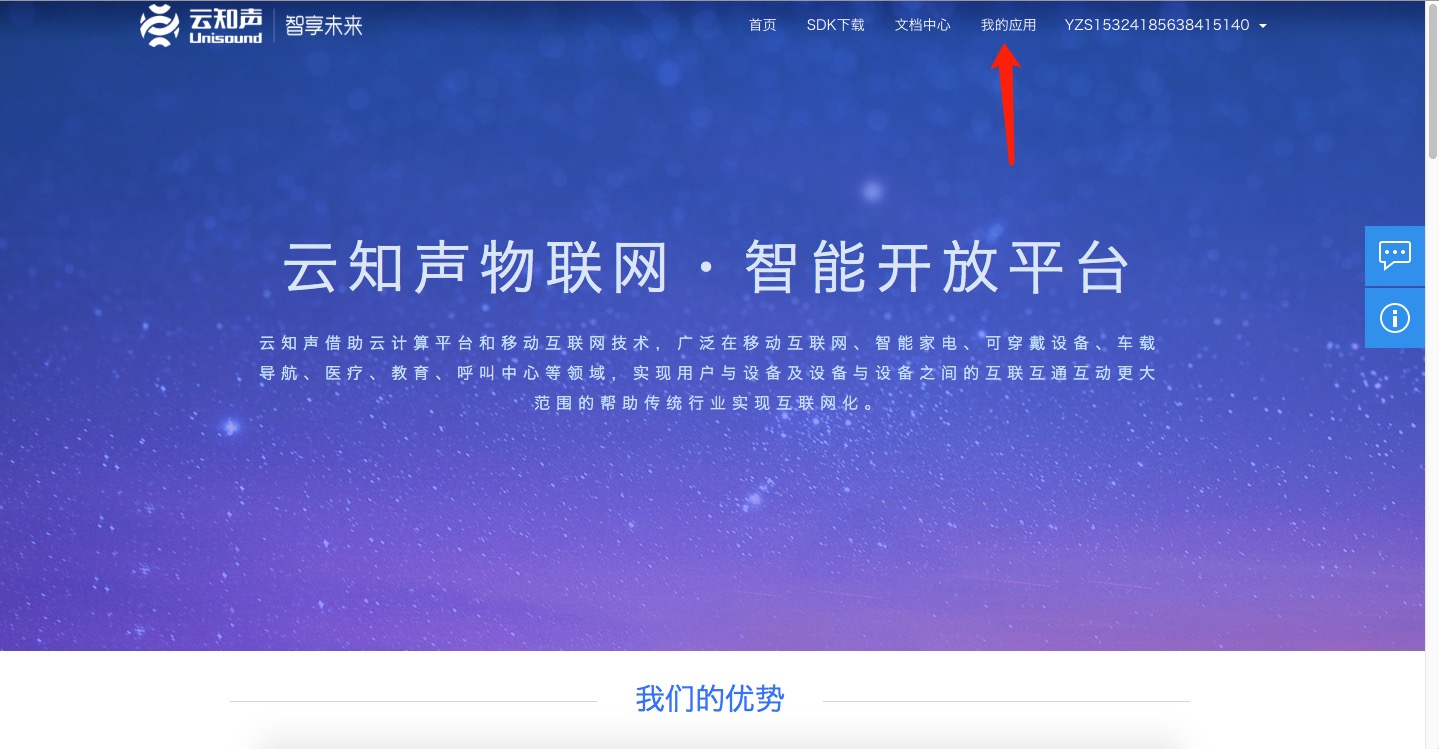 云知声
Unisound
智享未来
首页 SDK下载 文档中心 我的应用 YZS15324185638415140
云知声物联网·智能开放平台
云知声借助云计算平台和移动互联网技术，广泛在移动互联网、智能家电、可穿戴设备、车载
导航、医疗、教育、呼叫中心等领域，实现用户与设备及设备与设备之间的互联互通互动更大
范围的帮助传统行业实现互联网化。
我们的优势